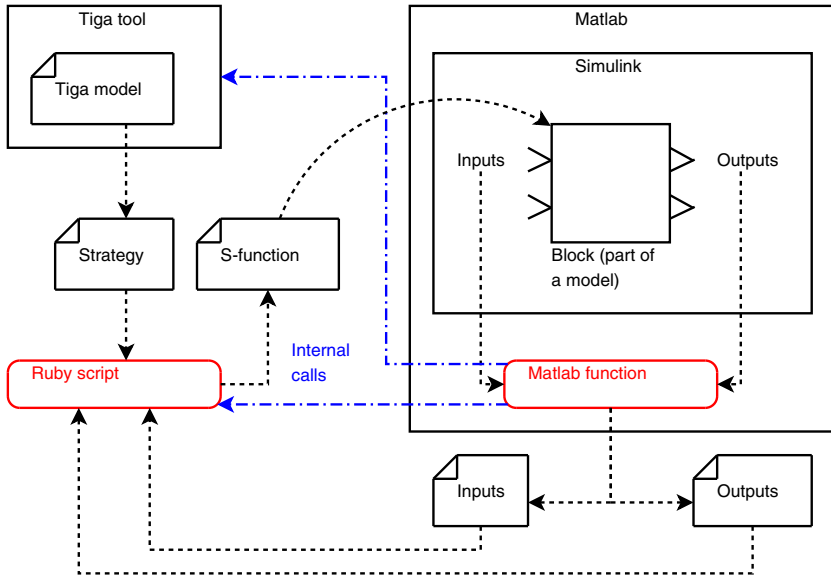 Tiga tool
Matlab
Tiga model
Simulink
Inputs
Outputs
Block (part of
a model)
Strategy
S-function
Internal
calls
Ruby script
Matlab function
Inputs
Outputs